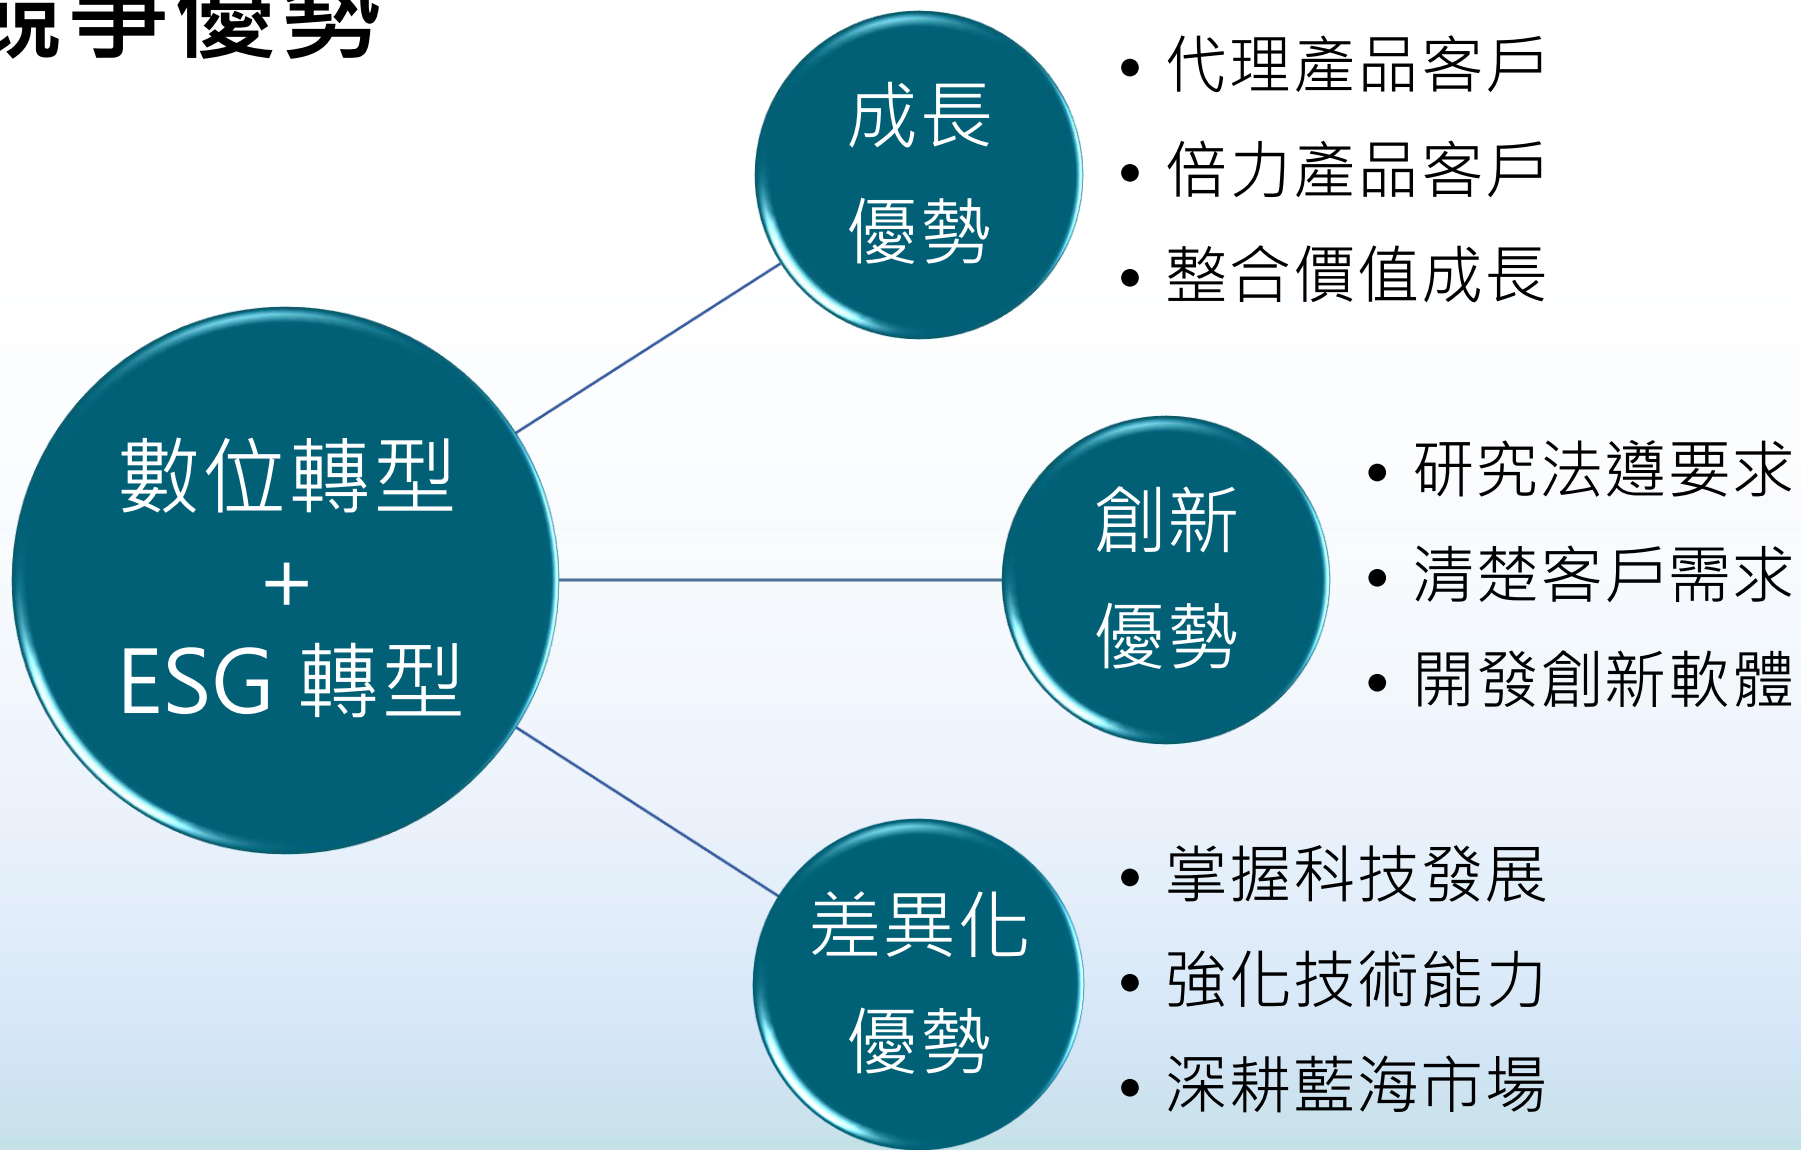 競爭優勢
成長
優勢
• 代理產品客戶
• 倍力產品客戶
• 整合價值成長
數位轉型
+
ESG 轉型
創新
優勢
• 研究法遵要求
• 清楚客戶需求
• 開發創新軟體
差異化
優勢
• 掌握科技發展
• 強化技術能力
• 深耕藍海市場